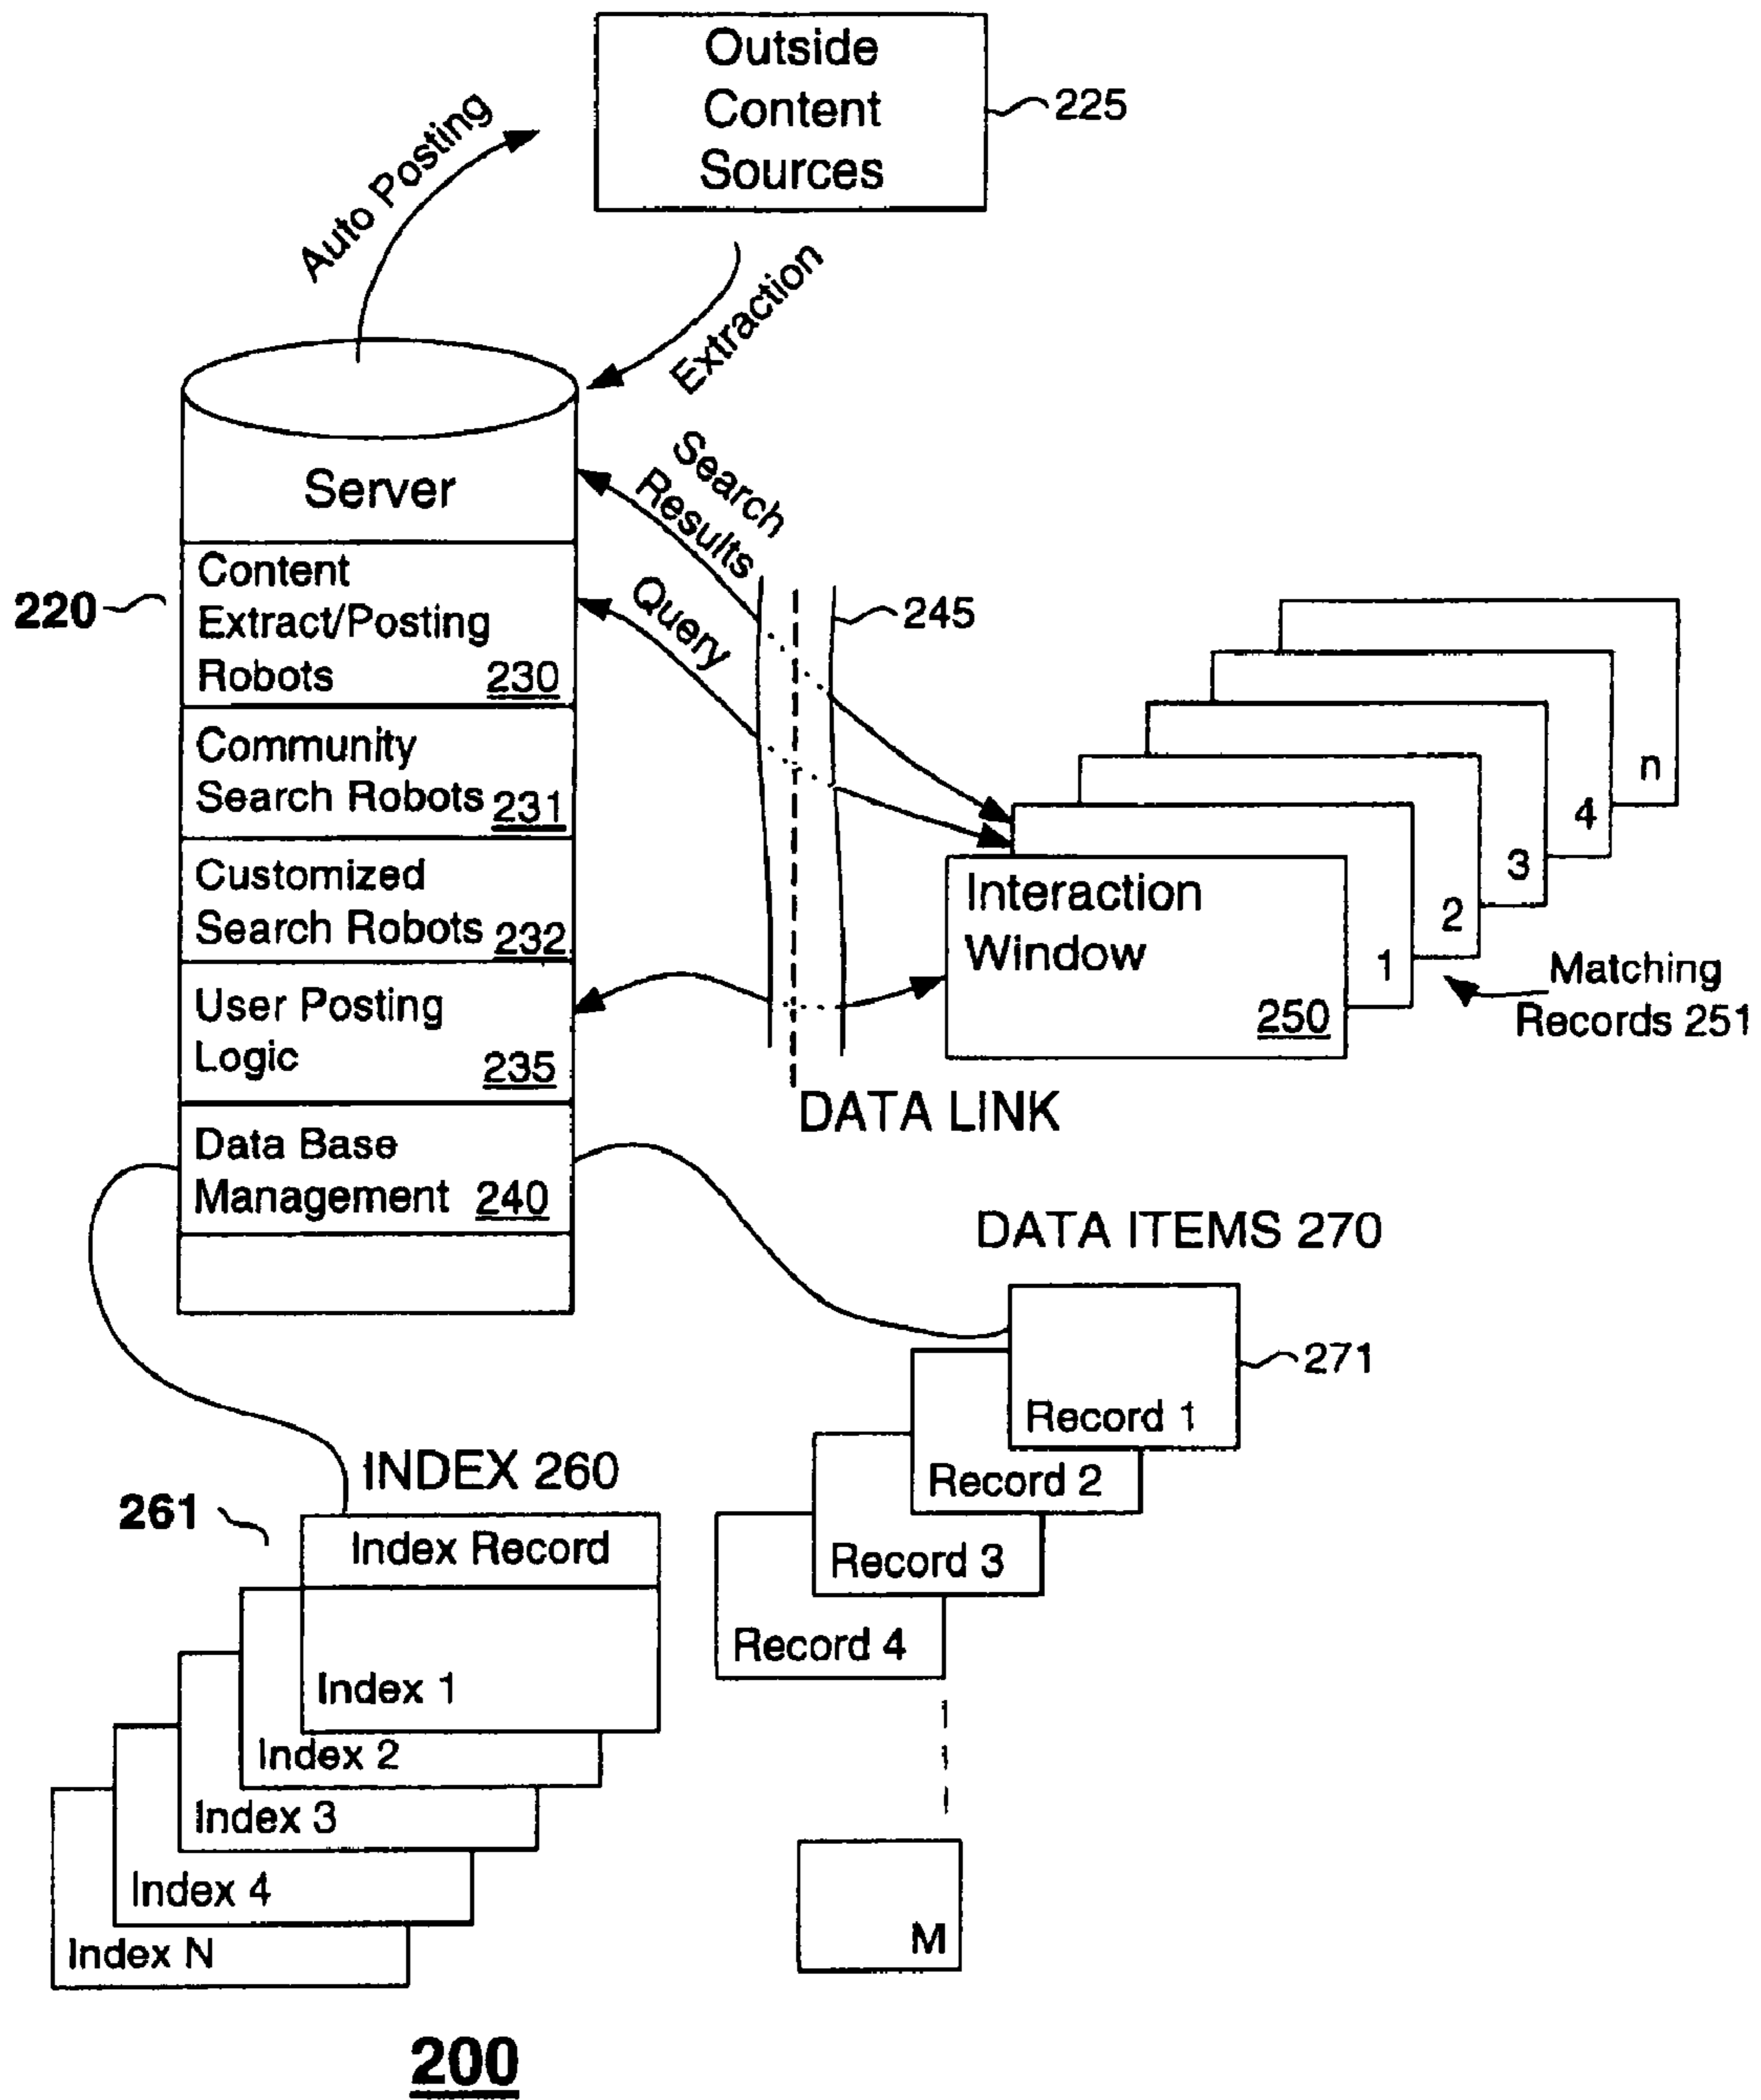 Outside
Content
Sources
225
Auto Posting
Extraction
Server
Search
Results
Query
220
Content
Extract/Posting
Robots 230
Community
Search Robots 231
Customized
Search Robots 232
User Posting
Logic 235
Data Base
Management 240
245
DATA LINK
Interaction
Window
250
1
2
3
4
n
Matching
Records 251
DATA ITEMS 270
271
Record 1
Record 2
Record 3
Record 4
M
INDEX 260
261
Index Record
Index 1
Index 2
Index 3
Index 4
Index N
200